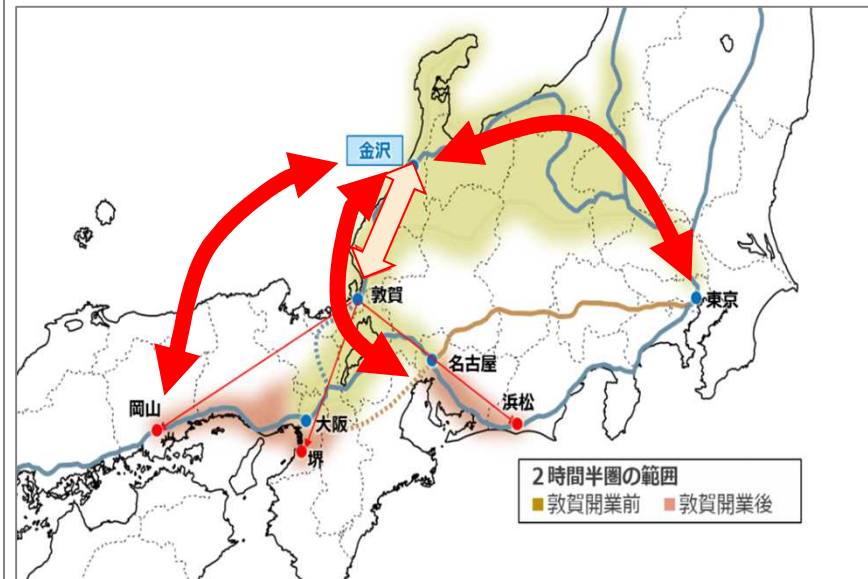 金沢
敦賀
東京
名古屋
岡山
浜松
大阪
堺
2時間半圏の範囲
■敦賀開業前 ■敦賀開業後